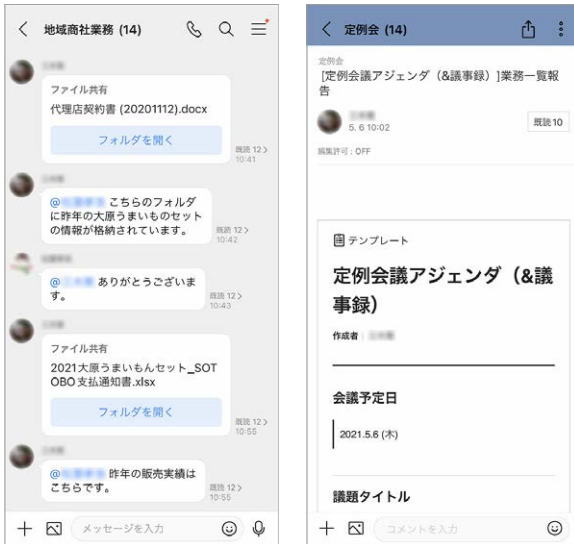 地域商社業務 (14)
ファイル共有
代理店契約書 (20201112).docx
フォルダを開く
既読 12
10:41
@ こちらのフォルダ
に昨年の大原うまいものセット
の情報が格納されています。
既読 12
10:42
@ ありがとうございま
す。
既読 12
10:43
ファイル共有
2021大原うまいもんセット_SOT
OBO支払通知書.xlsx
フォルダを開く
既読 12
10:55
@ 昨年の販売実績は
こちらです。
既読 12
10:55
メッセージを入力
定例会 (14)
定例会
[定例会議アジェンダ（&議事録）]業務一覧報
告
5. 6 10:02
既読 10
編集許可 : OFF
テンプレート
定例会議アジェンダ（&議
事録）
作成者
会議予定日
2021.5.6 (木)
議題タイトル
コメントを入力